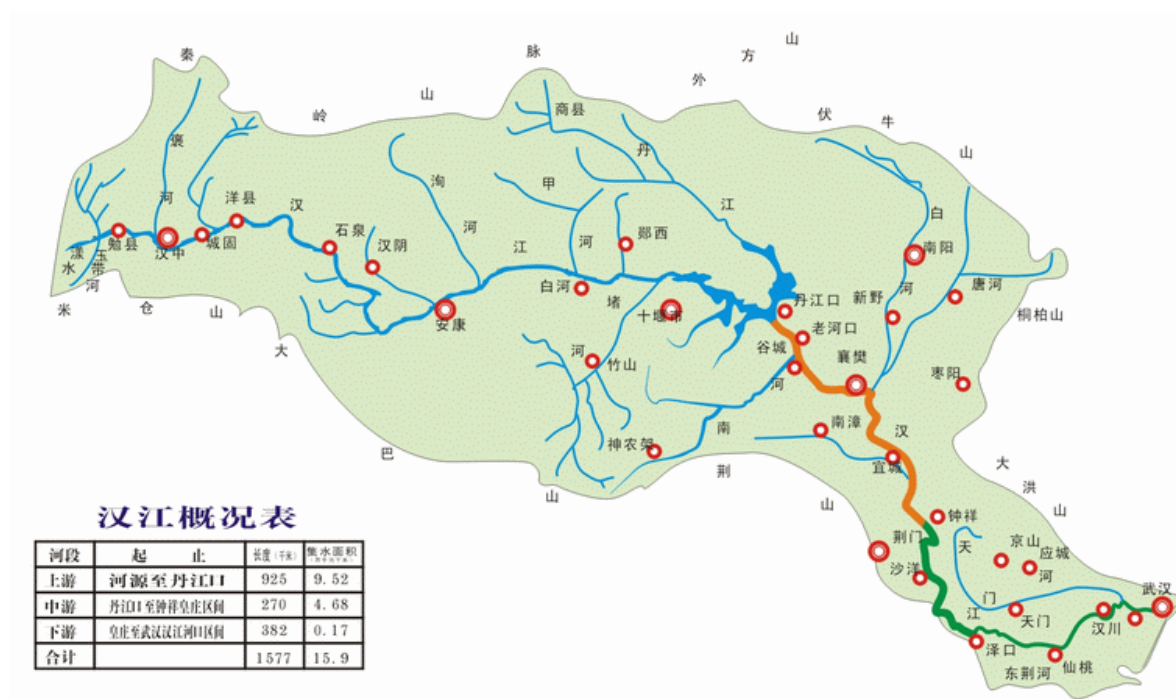 秦
岭
山
脉
外
方
山
伏
牛
山
商县
丹
江
褒
河
洵
河
甲
河
白
河
洋县
汉
江
石泉
汉阴
郧西
南阳
勉县
汉中
城固
漾
水
玉
带
河
米
仓
山
大
巴
山
安康
白河
堵
河
十堰市
丹江口
新野
唐河
桐柏山
老河口
谷城
襄樊
枣阳
竹山
河
南
南漳
汉
宜城
神农架
荆
山
大
洪
山
钟祥
荆门
天
京山
应城
河
沙洋
门
江
天门
汉川
武汉
泽口
仙桃
东荆河
汉江概况表
河段 起 止 长度(千米) 集水面积
上游 河源至丹江口 925 9.52
中游 丹江口至钟祥皇庄区间 270 4.68
下游 皇庄至武汉汉江河口区间 382 0.17
合计 1577 15.9